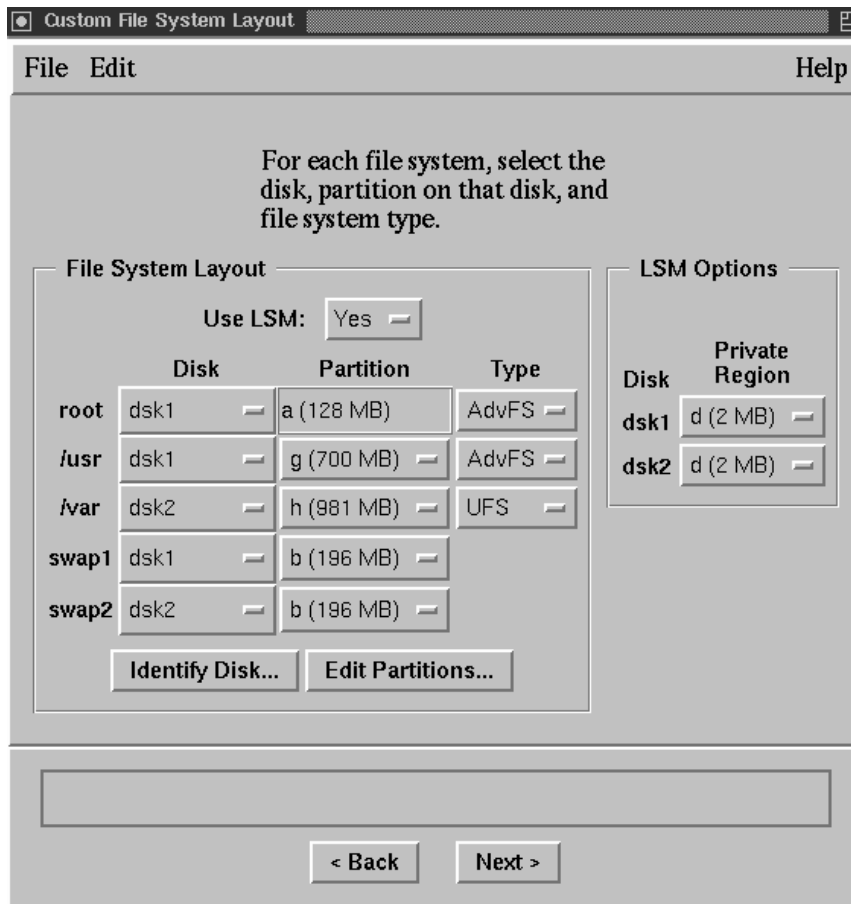 Custom File System Layout
File Edit Help
For each file system, select the
disk, partition on that disk, and
file system type.
File System Layout
Use LSM: Yes
Disk Partition Type
root dsk1 a (128 MB) AdvFS
/usr dsk1 g (700 MB) AdvFS
/var dsk2 h (981 MB) UFS
swap1 dsk1 b (196 MB)
swap2 dsk2 b (196 MB)
Identify Disk... Edit Partitions...
LSM Options
Private
Disk Region
dsk1 d (2 MB)
dsk2 d (2 MB)
< Back Next >